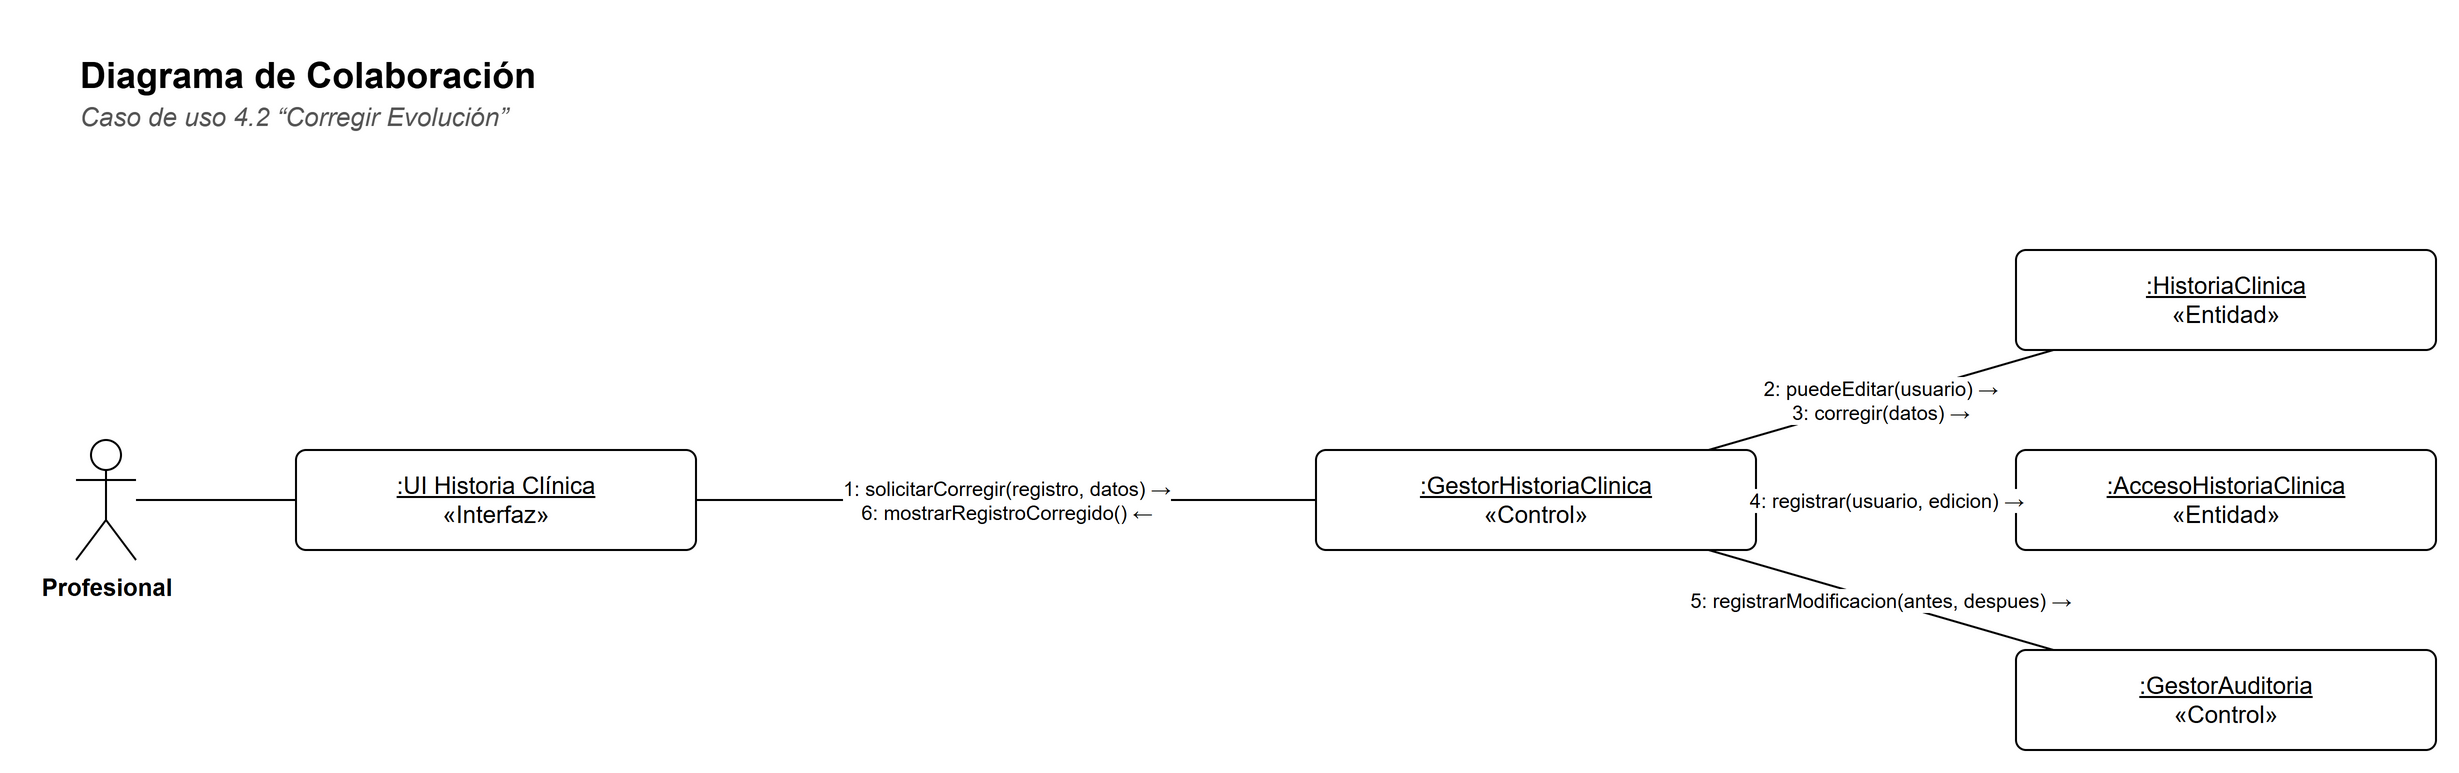 Diagrama de Colaboración
Caso de uso 4.2 “Corregir Evolución”
:HistoriaClinica
«Entidad»
2: puedeEditar(usuario) →
3: corregir(datos) →
:UI Historia Clínica
«Interfaz»
1: solicitarCorregir(registro, datos) →
6: mostrarRegistroCorregido() ←
:GestorHistoriaClinica
«Control»
4: registrar(usuario, edicion) →
:AccesoHistoriaClinica
«Entidad»
Profesional
5: registrarModificacion(antes, despues) →
:GestorAuditoria
«Control»